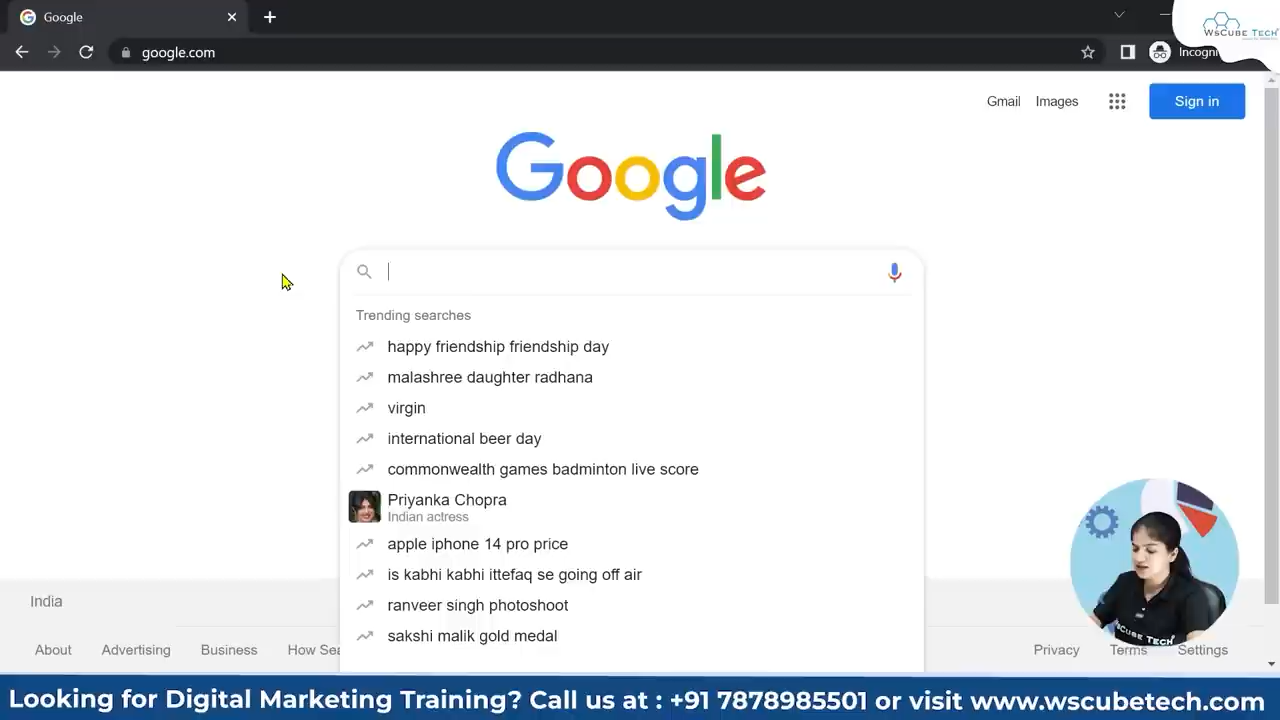 Google
WsCube Tech
google.com
Gmail Images Sign in
Google
Trending searches
happy friendship friendship day
malashree daughter radhana
virgin
international beer day
commonwealth games badminton live score
Priyanka Chopra
Indian actress
apple iphone 14 pro price
is kabhi kabhi ittefaq se going off air
ranveer singh photoshoot
sakshi malik gold medal
India
About Advertising Business How Privacy Terms Settings
WsCube Tech
Looking for Digital Marketing Training? Call us at : +91 7878985501 or visit www.wscubetech.com